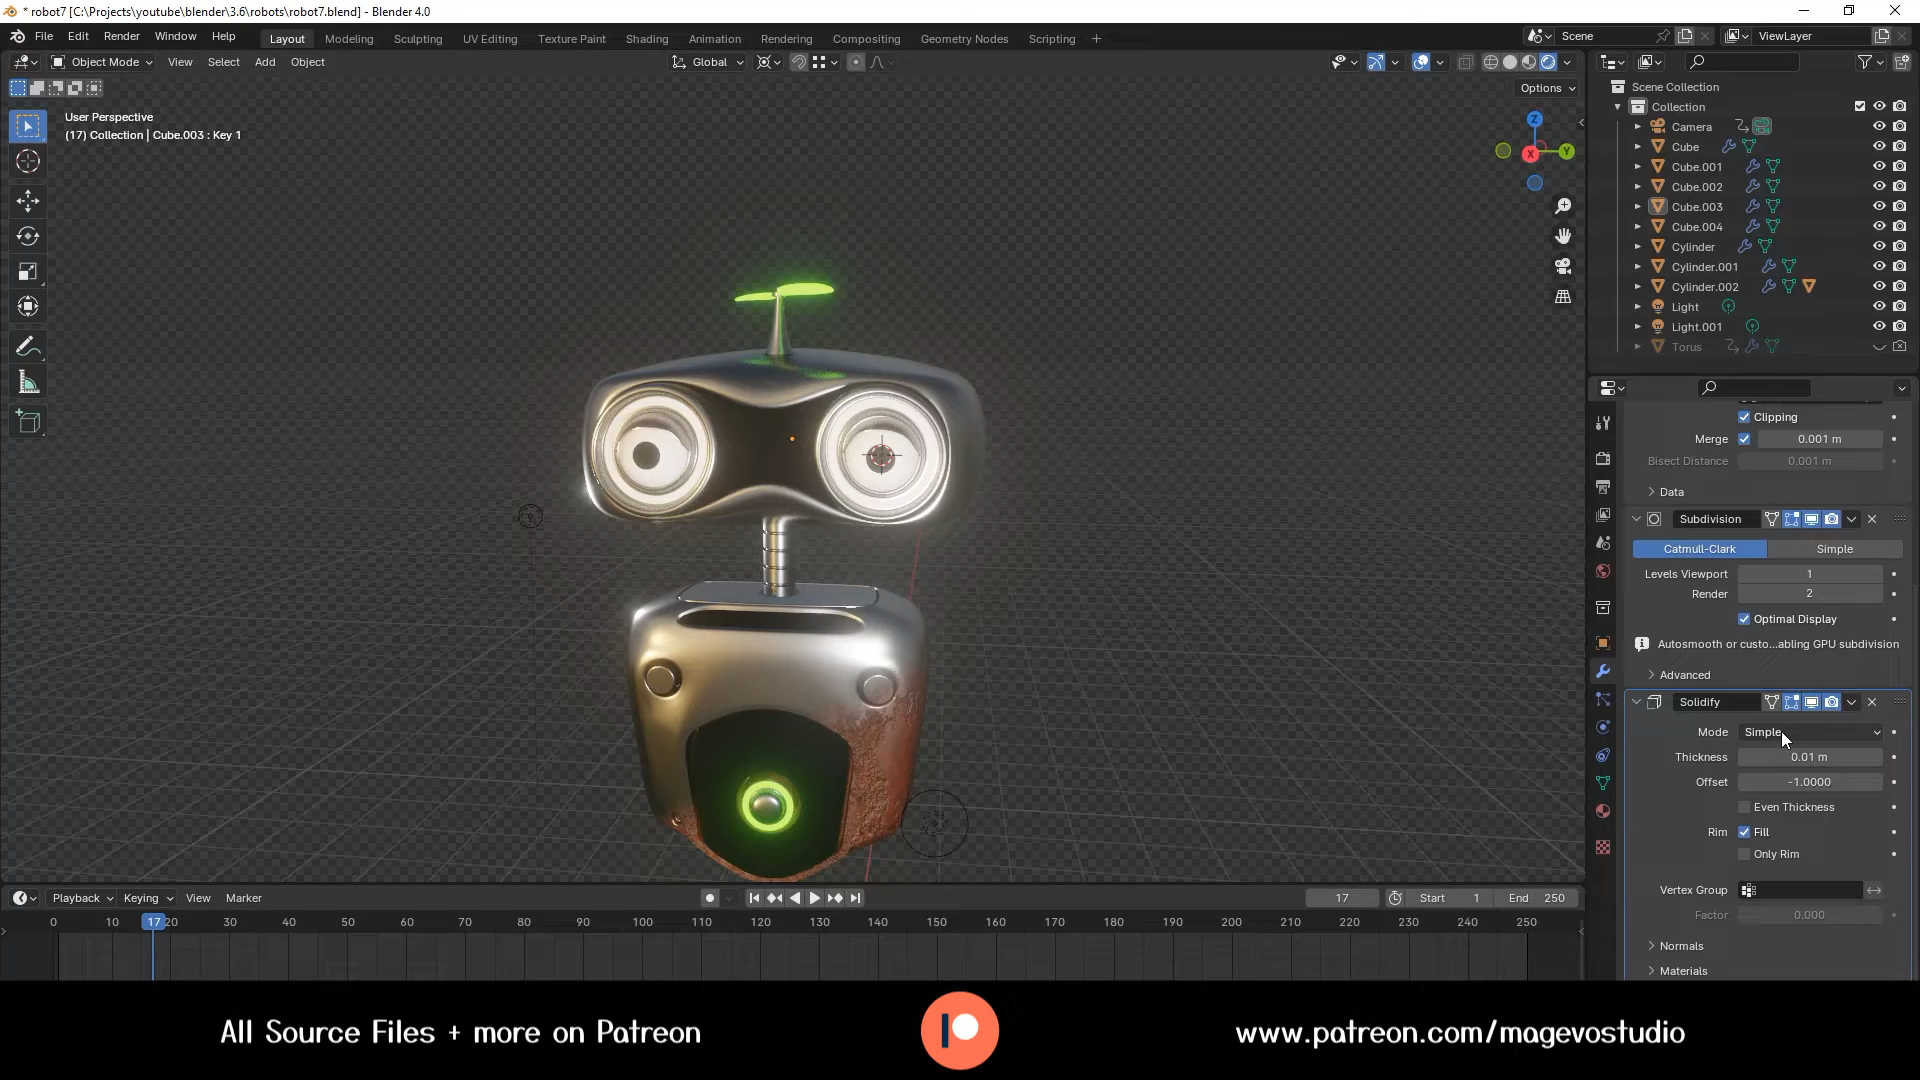 * robot7 [C:\Projects\youtube\blender\3.6\robots\robot7.blend] - Blender 4.0
File Edit Render Window Help
Layout Modeling Sculpting UV Editing Texture Paint Shading Animation Rendering Compositing Geometry Nodes Scripting +
Scene ViewLayer
Object Mode View Select Add Object Global
Options
User Perspective
(17) Collection | Cube.003 : Key 1
Z
Y
X
Scene Collection
Collection
Camera
Cube
Cube.001
Cube.002
Cube.003
Cube.004
Cylinder
Cylinder.001
Cylinder.002
Light
Light.001
Torus
Clipping
Merge 0.001 m
Bisect Distance 0.001 m
Data
Subdivision
Catmull-Clark Simple
Levels Viewport 1
Render 2
Optimal Display
Autosmooth or custo...abling GPU subdivision
Advanced
Solidify
Mode Simple
Thickness 0.01 m
Offset -1.0000
Even Thickness
Rim Fill
Only Rim
Vertex Group
Factor 0.000
Normals
Materials
Playback Keying View Marker 17 Start 1 End 250
0 10 17 20 30 40 50 60 70 80 90 100 110 120 130 140 150 160 170 180 190 200 210 220 230 240 250
All Source Files + more on Patreon
www.patreon.com/magevostudio